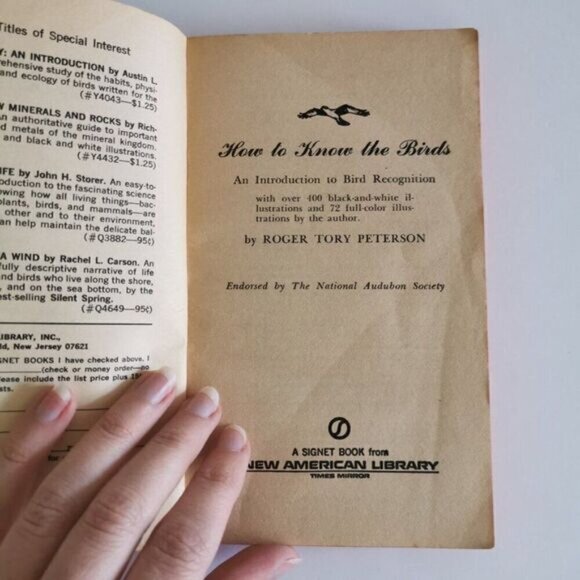 Titles of Special Interest
Y: AN INTRODUCTION by Austin L.
rehensive study of the habits, physi-
and ecology of birds written for the
(#Y4043—$1.25)
W MINERALS AND ROCKS by Rich-
An authoritative guide to important
d metals of the mineral kingdom.
and black and white illustrations.
(#Y4432—$1.25)
IFE by John H. Storer. An easy-to-
roduction to the fascinating science
ewing how all living things—bac-
plants, birds, and mammals—are
other and to their environment,
can help maintain the delicate bal-
(#Q3882—95¢)
A WIND by Rachel L. Carson. An
fully descriptive narrative of life
and birds who live along the shore,
, and on the sea bottom, by the
est-selling Silent Spring.
(#Q4649—95¢)
IBRARY, INC.,
ld, New Jersey 07621
SIGNET BOOKS I have checked above. I
(check or money order—no
lease include the list price plus
sts.
for
How to Know the Birds
An Introduction to Bird Recognition
with over 400 black-and-white il-
lustrations and 72 full-color illus-
trations by the author.
by ROGER TORY PETERSON
Endorsed by The National Audubon Society
A SIGNET BOOK from
NEW AMERICAN LIBRARY
TIMES MIRROR